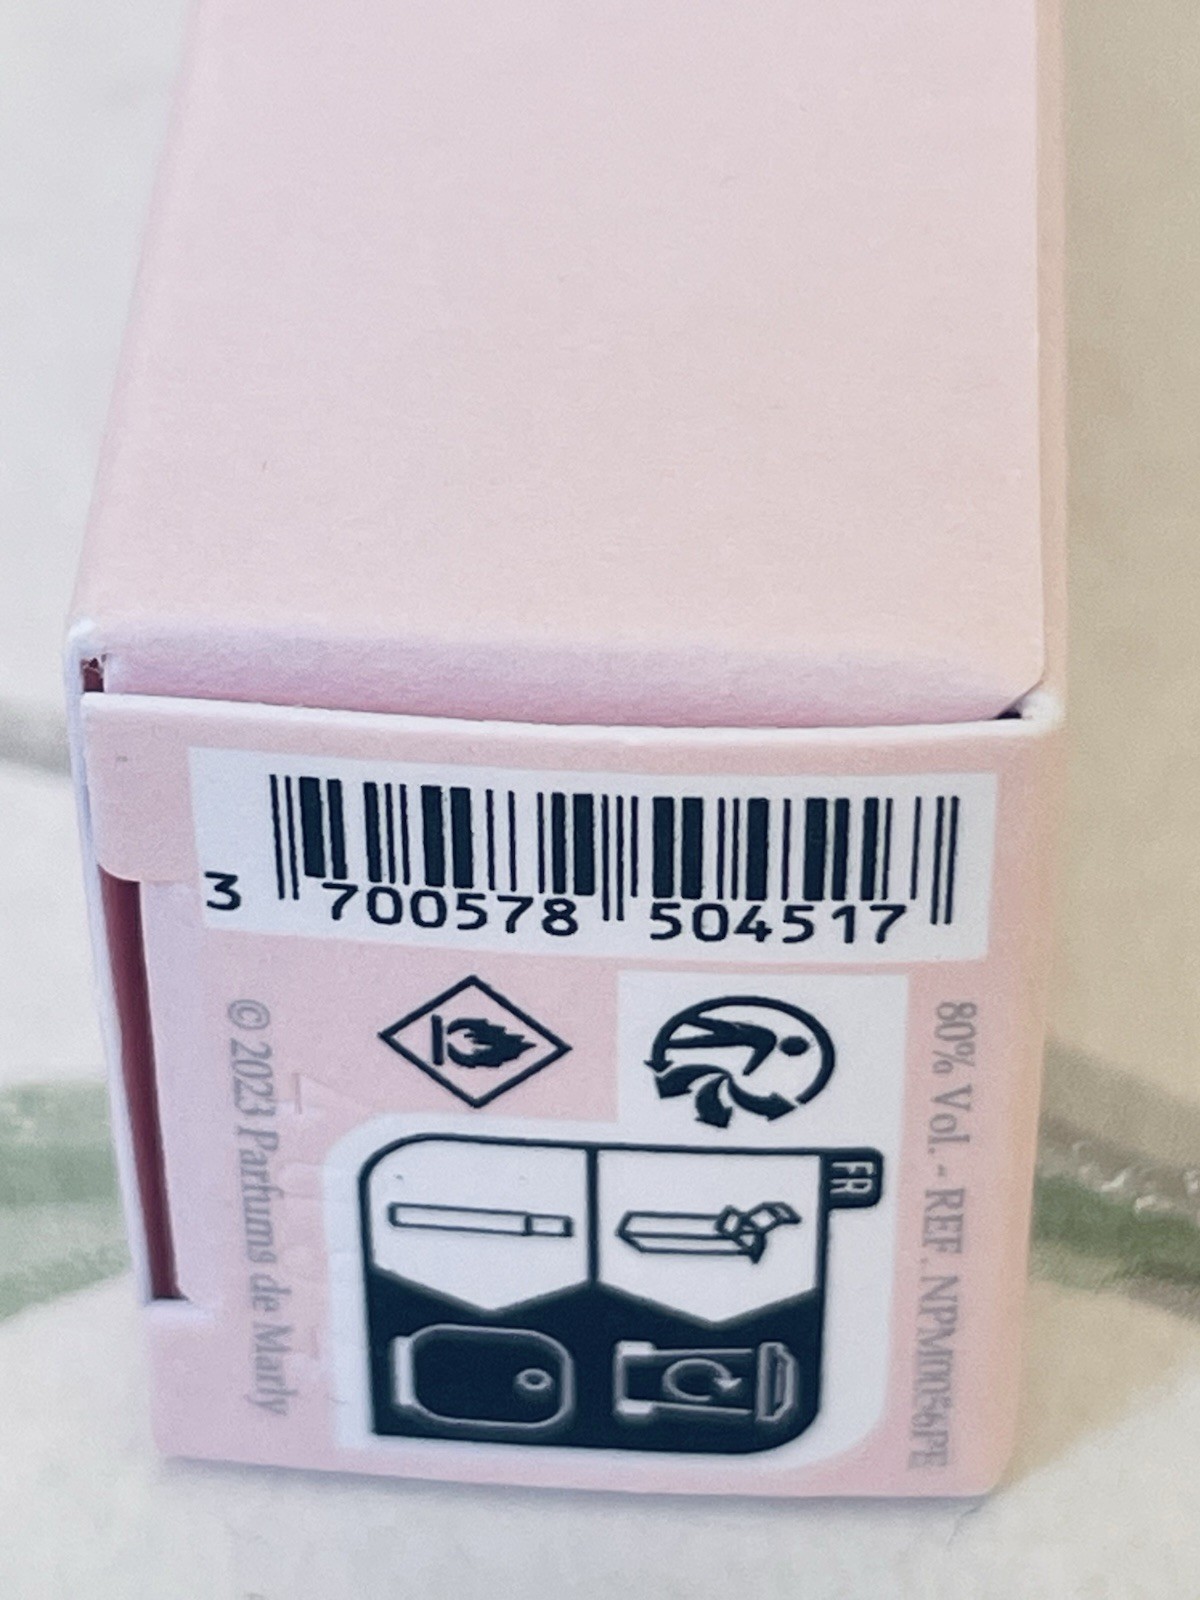 3 700578 504517
© 2023 Parfums de Marly
80% Vol. - REF. NPM0056PE
FR